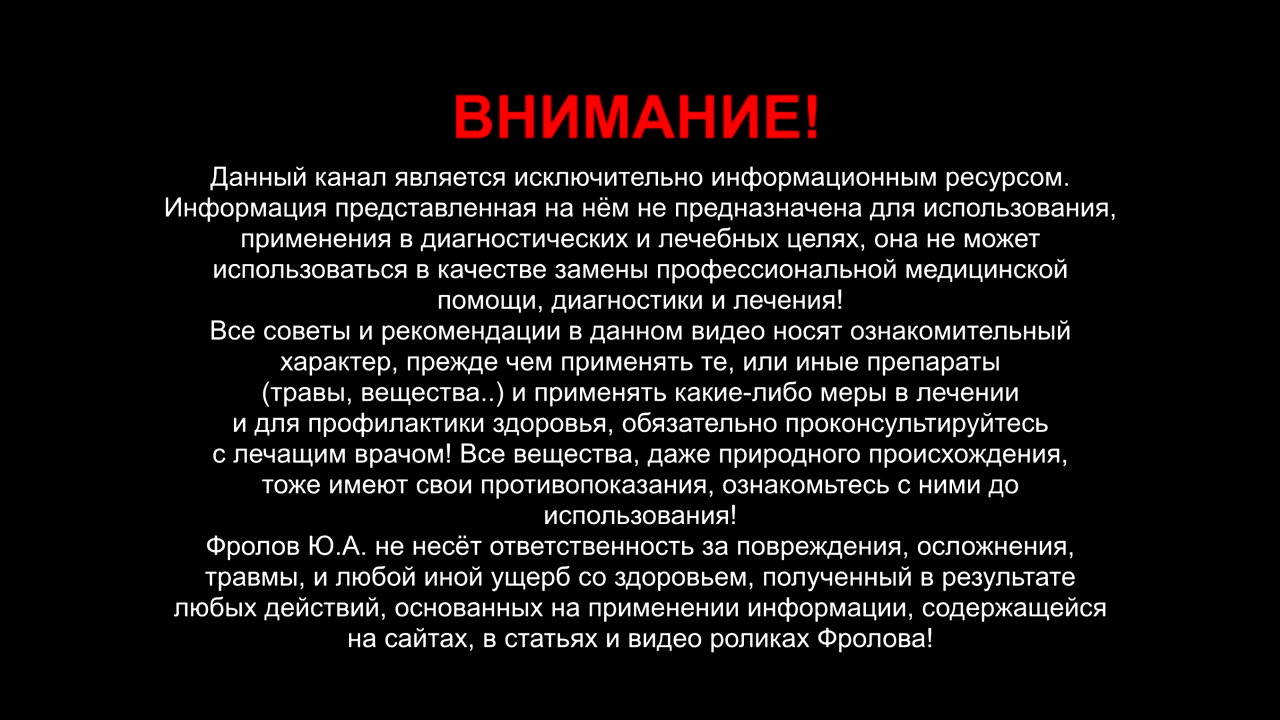 ВНИМАНИЕ!
Данный канал является исключительно информационным ресурсом.
Информация представленная на нём не предназначена для использования,
применения в диагностических и лечебных целях, она не может
использоваться в качестве замены профессиональной медицинской
помощи, диагностики и лечения!
Все советы и рекомендации в данном видео носят ознакомительный
характер, прежде чем применять те, или иные препараты
(травы, вещества..) и применять какие-либо меры в лечении
и для профилактики здоровья, обязательно проконсультируйтесь
с лечащим врачом! Все вещества, даже природного происхождения,
тоже имеют свои противопоказания, ознакомьтесь с ними до
использования!
Фролов Ю.А. не несёт ответственность за повреждения, осложнения,
травмы, и любой иной ущерб со здоровьем, полученный в результате
любых действий, основанных на применении информации, содержащейся
на сайтах, в статьях и видео роликах Фролова!